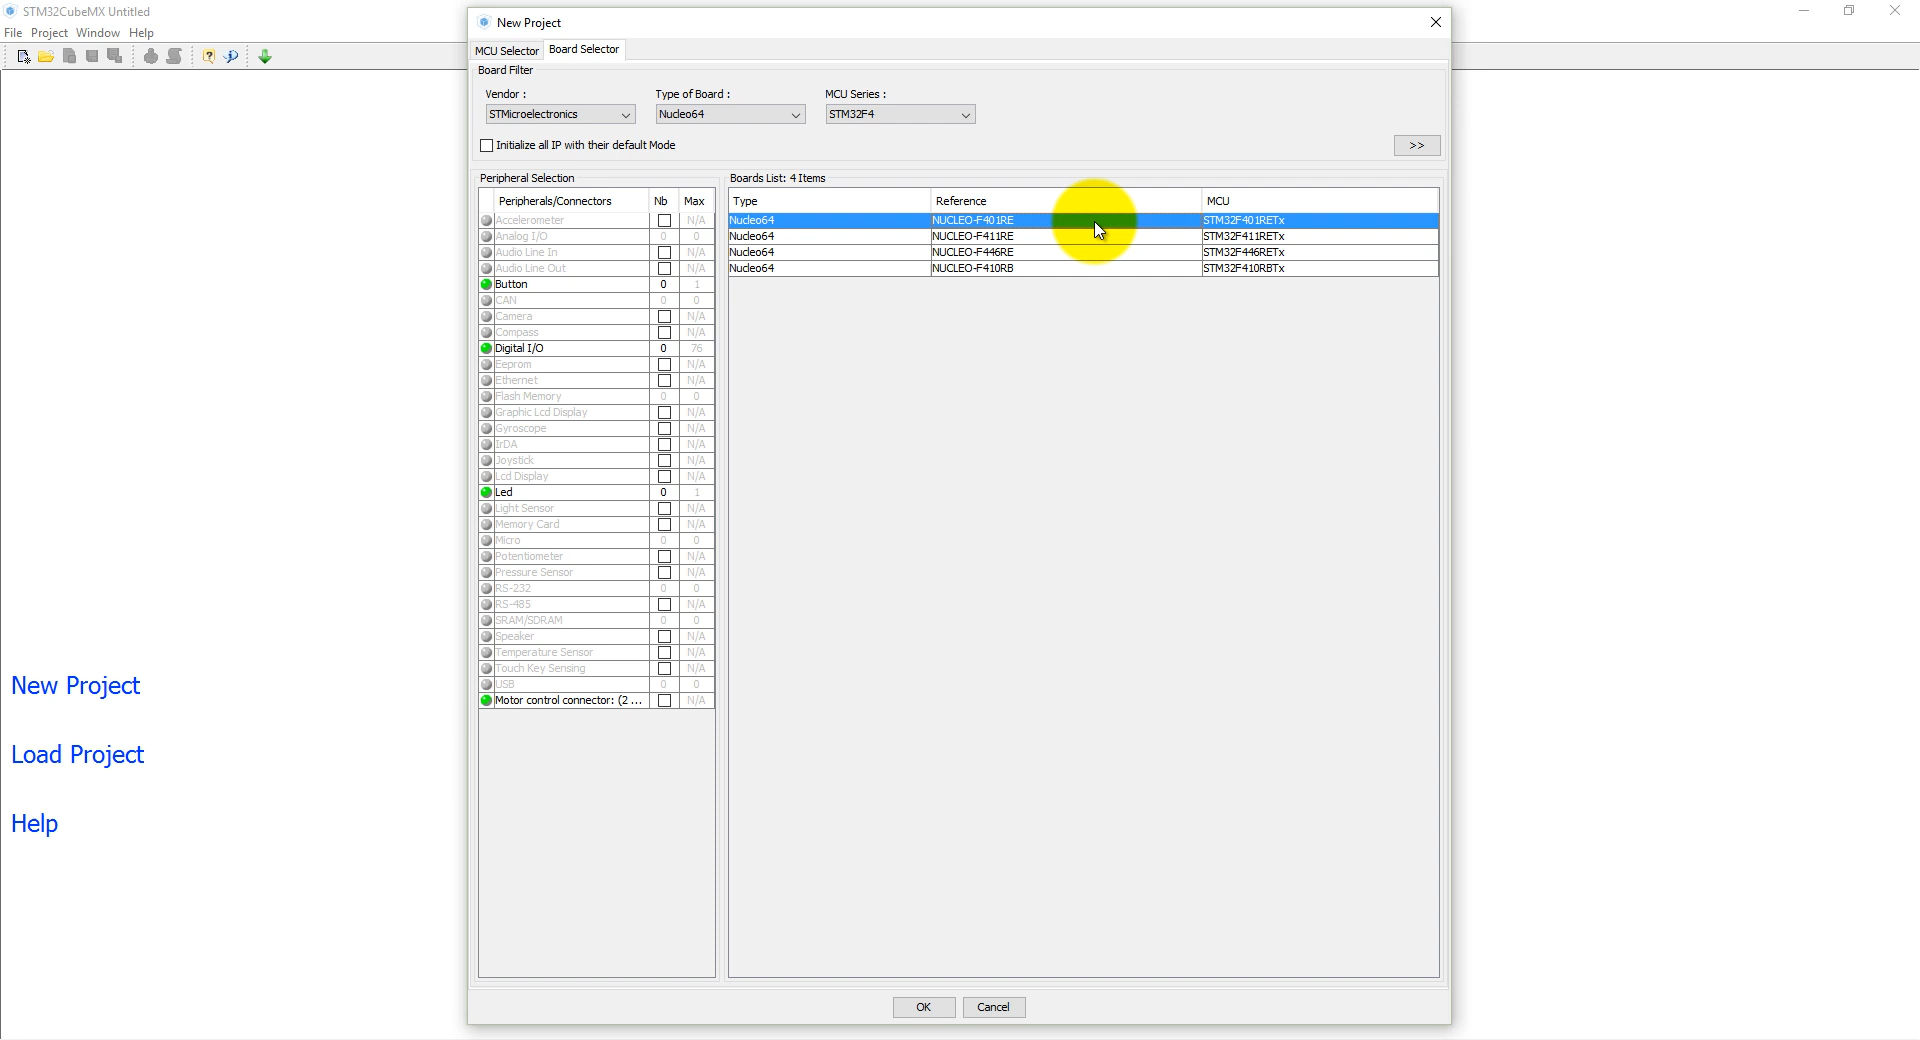 STM32CubeMX Untitled
File Project Window Help
New Project
Load Project
Help
New Project
MCU Selector Board Selector
Board Filter
Vendor : Type of Board : MCU Series :
STMicroelectronics Nucleo64 STM32F4
Initialize all IP with their default Mode >>
Peripheral Selection
Peripherals/Connectors Nb Max
Accelerometer N/A
Analog I/O 0 0
Audio Line In N/A
Audio Line Out N/A
Button 0 1
CAN 0 0
Camera N/A
Compass N/A
Digital I/O 0 76
Eeprom N/A
Ethernet N/A
Flash Memory 0 0
Graphic Lcd Display N/A
Gyroscope N/A
IrDA N/A
Joystick N/A
Lcd Display N/A
Led 0 1
Light Sensor N/A
Memory Card N/A
Micro 0 0
Potentiometer N/A
Pressure Sensor N/A
RS-232 0 0
RS-485 N/A
SRAM/SDRAM 0 0
Speaker N/A
Temperature Sensor N/A
Touch Key Sensing N/A
USB 0 0
Motor control connector: (2 ... N/A
Boards List: 4 Items
Type Reference MCU
Nucleo64 NUCLEO-F401RE STM32F401RETx
Nucleo64 NUCLEO-F411RE STM32F411RETx
Nucleo64 NUCLEO-F446RE STM32F446RETx
Nucleo64 NUCLEO-F410RB STM32F410RBTx
OK Cancel